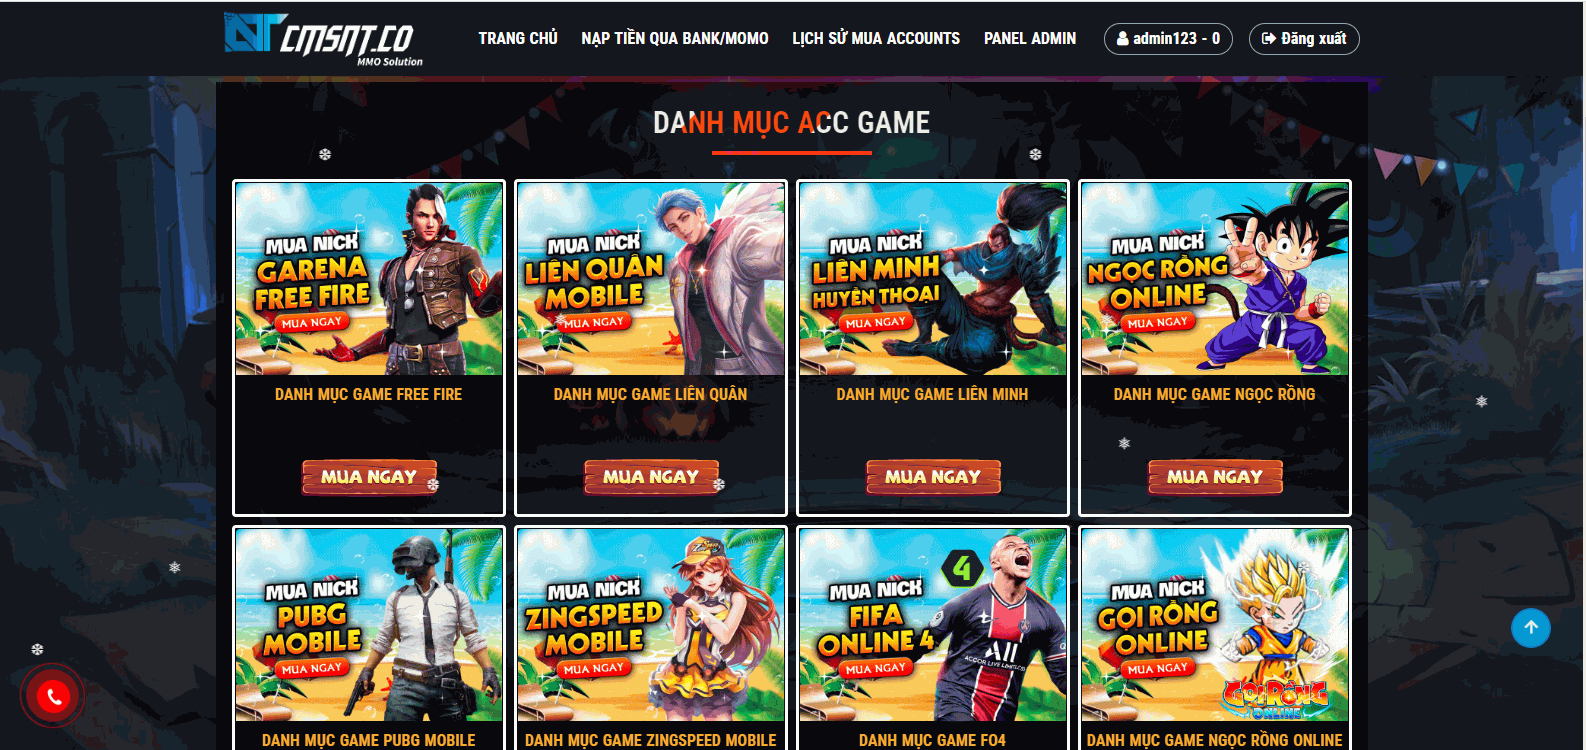 CMSNT.CO
MMO Solution
TRANG CHỦ
NẠP TIỀN QUA BANK/MOMO
LỊCH SỬ MUA ACCOUNTS
PANEL ADMIN
admin123 - 0
Đăng xuất
DANH MỤC ACC GAME
MUA NICK
GARENA
FREE FIRE
MUA NGAY
DANH MỤC GAME FREE FIRE
MUA NGAY
MUA NICK
LIÊN QUÂN
MOBILE
MUA NGAY
DANH MỤC GAME LIÊN QUÂN
MUA NGAY
MUA NICK
LIÊN MINH
HUYỀN THOẠI
MUA NGAY
DANH MỤC GAME LIÊN MINH
MUA NGAY
MUA NICK
NGỌC RỒNG
ONLINE
MUA NGAY
DANH MỤC GAME NGỌC RỒNG
MUA NGAY
MUA NICK
PUBG
MOBILE
MUA NGAY
DANH MỤC GAME PUBG MOBILE
MUA NICK
ZINGSPEED
MOBILE
MUA NGAY
DANH MỤC GAME ZINGSPEED MOBILE
4
MUA NICK
FIFA
ONLINE 4
MUA NGAY
ALL
ACCOR LIVE LIMITLESS
DANH MỤC GAME FO4
MUA NICK
GỌI RỒNG
ONLINE
MUA NGAY
GỌI RỒNG
ONLINE
DANH MỤC GAME NGỌC RỒNG ONLINE